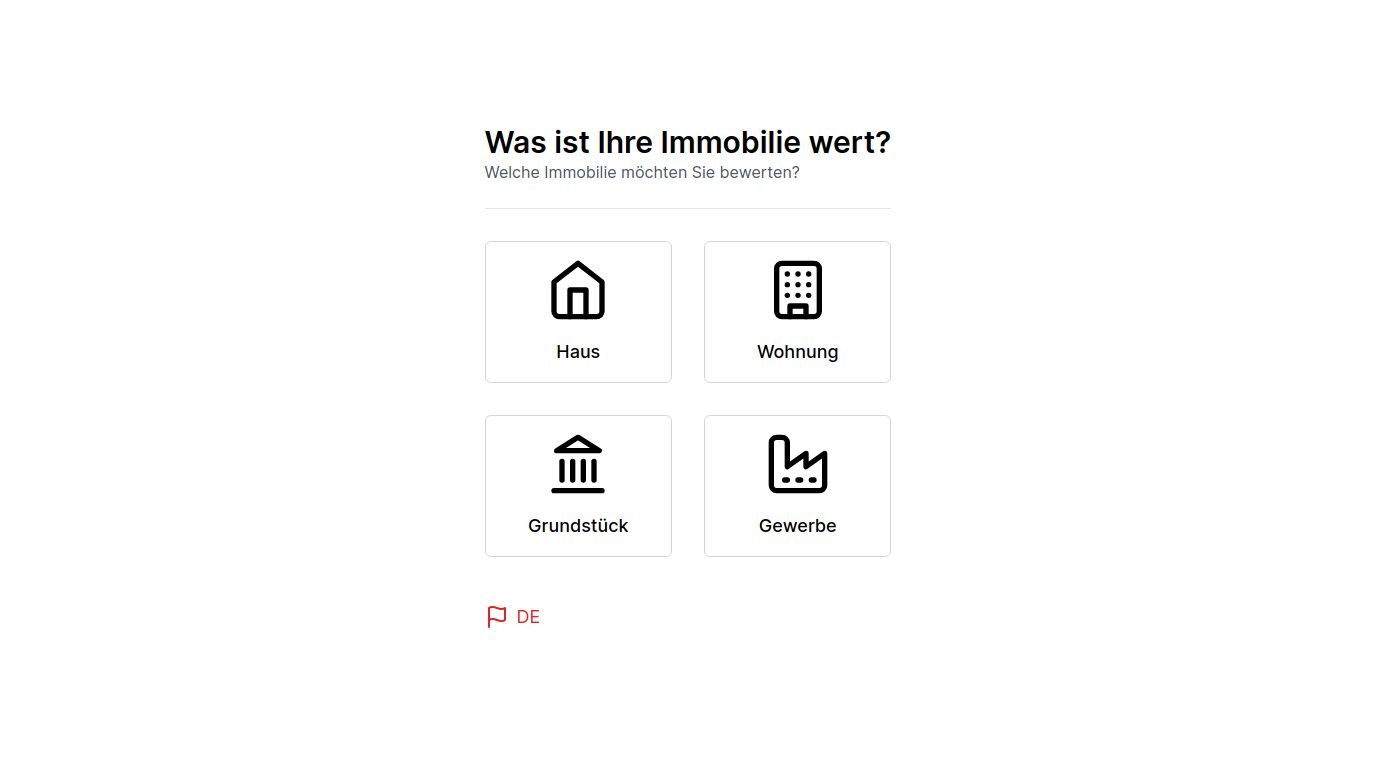 Was ist Ihre Immobilie wert?
Welche Immobilie möchten Sie bewerten?
Haus
Wohnung
Grundstück
Gewerbe
DE